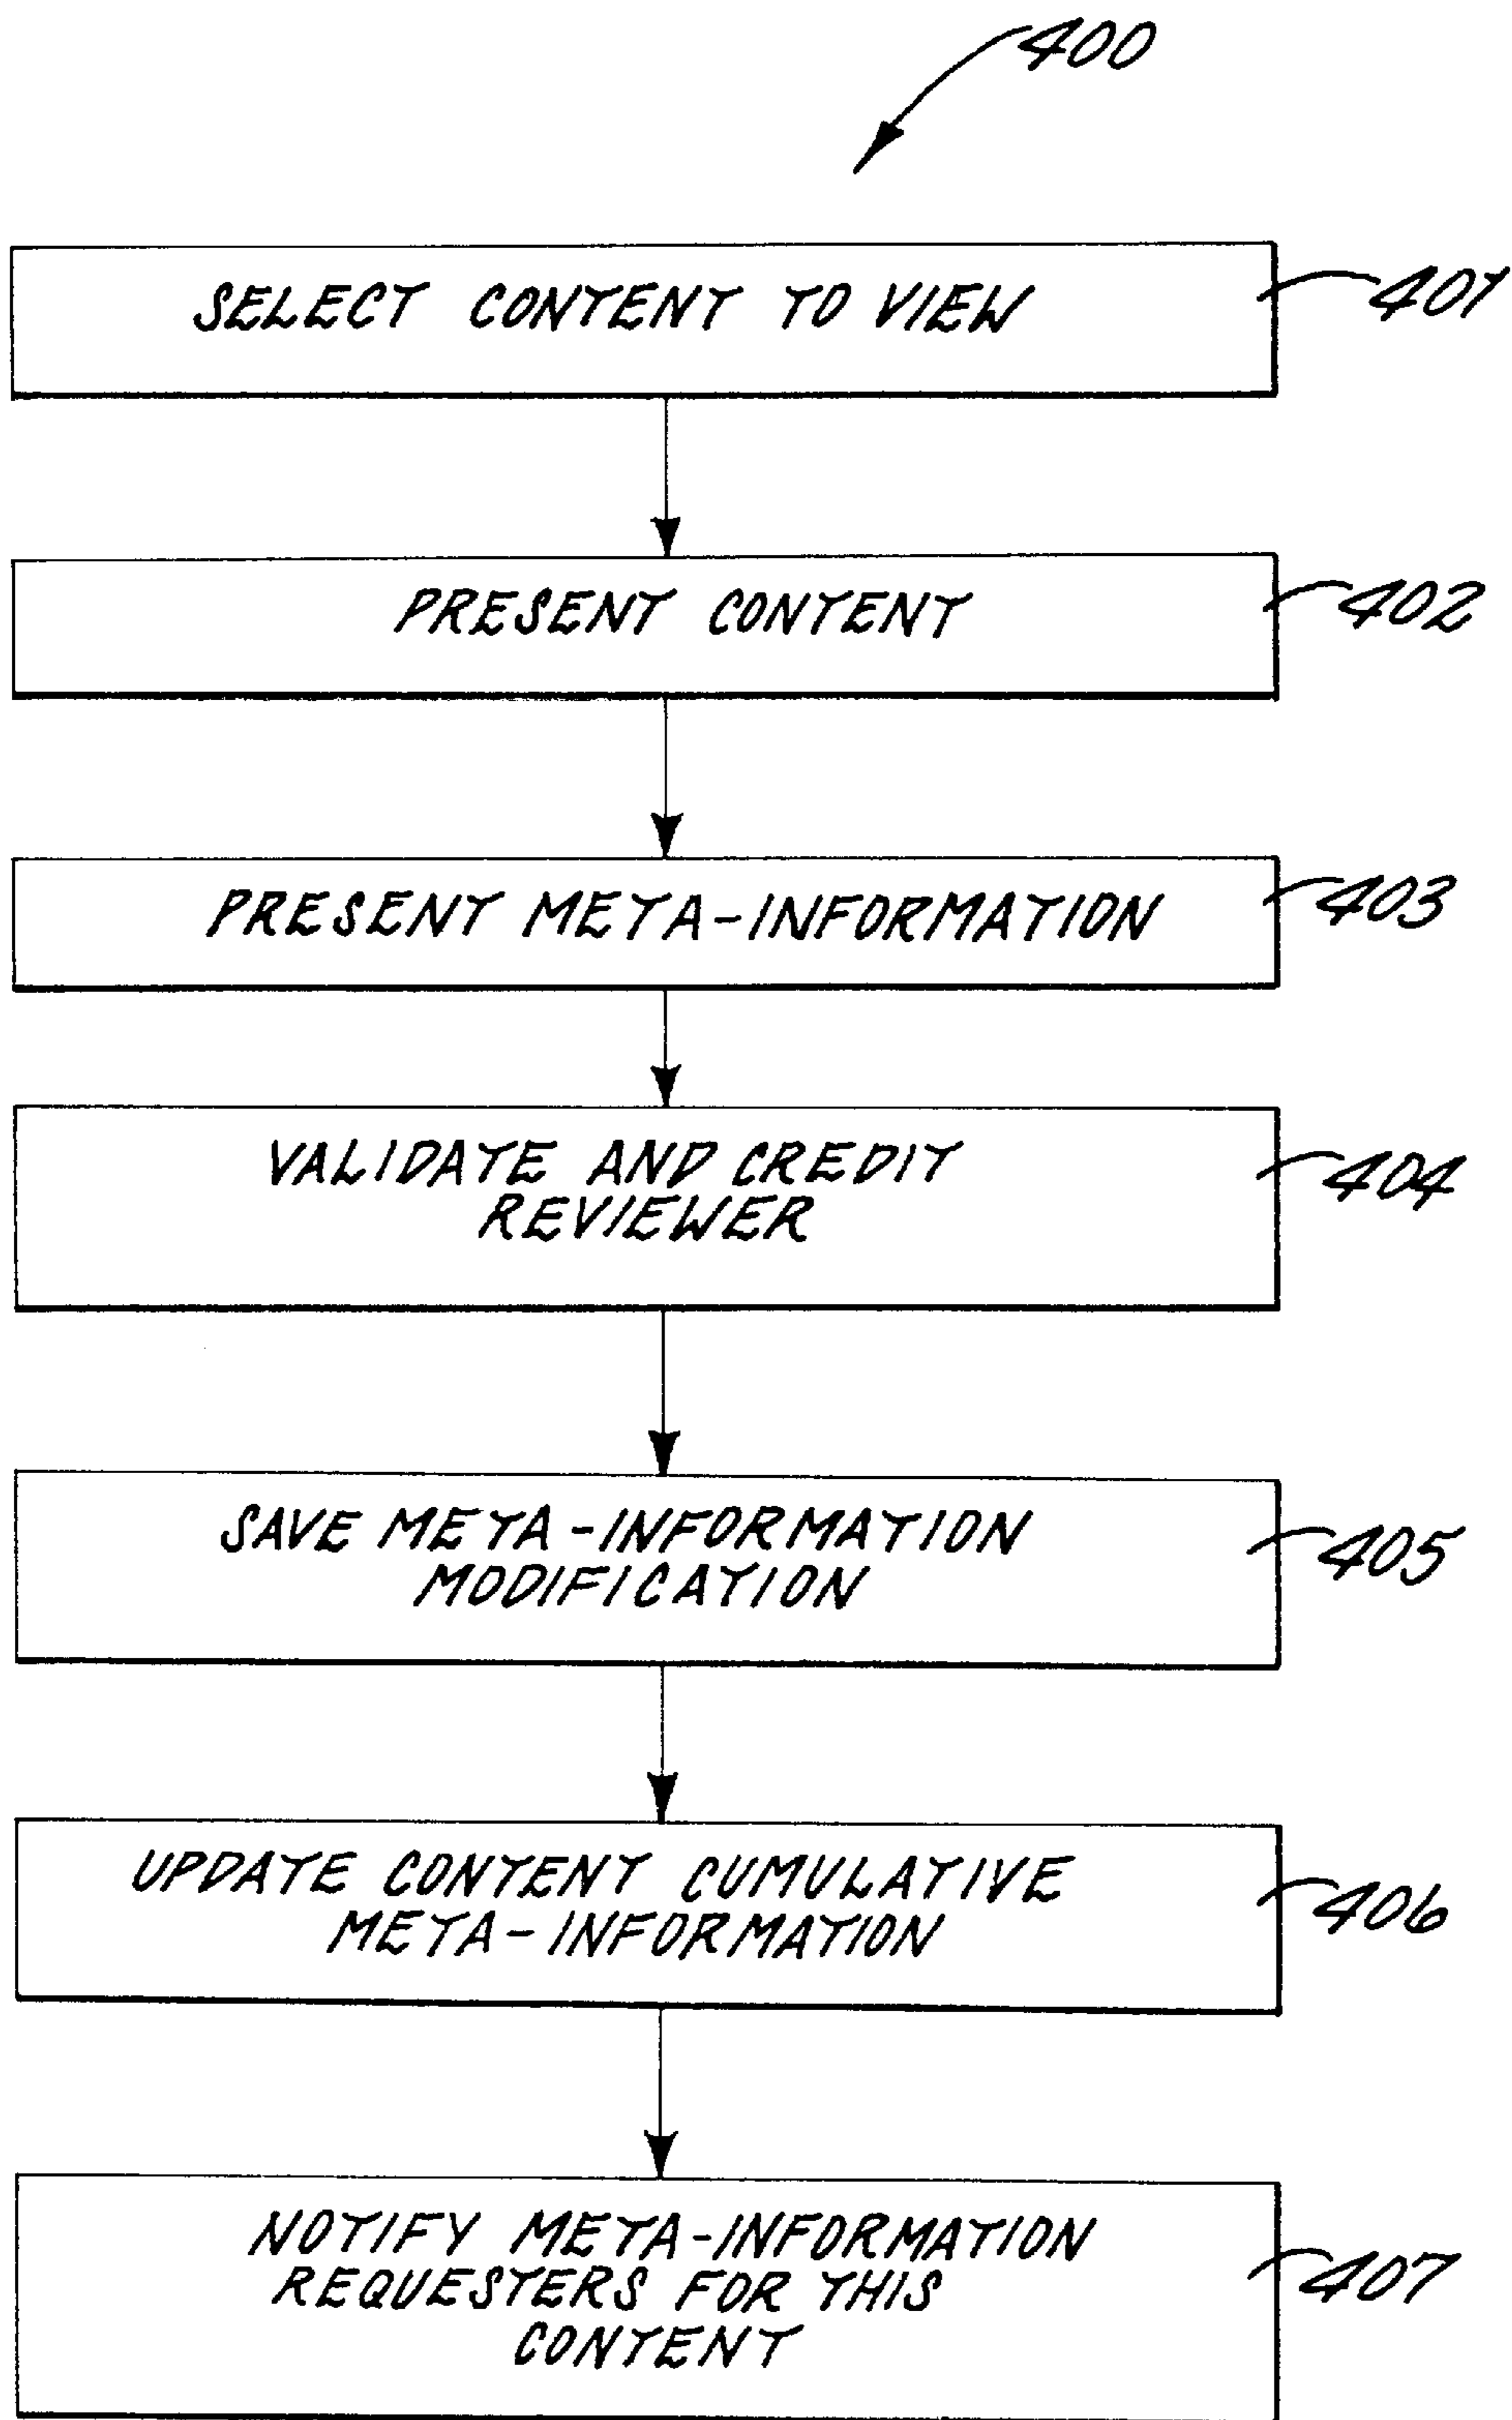 400
SELECT CONTENT TO VIEW
401
PRESENT CONTENT
402
PRESENT META-INFORMATION
403
VALIDATE AND CREDIT
REVIEWER
404
SAVE META-INFORMATION
MODIFICATION
405
UPDATE CONTENT CUMULATIVE
META-INFORMATION
406
NOTIFY META-INFORMATION
REQUESTERS FOR THIS
CONTENT
407